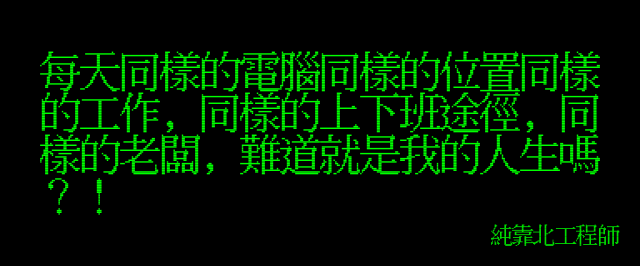 每天同樣的電腦同樣的位置同樣
的工作，同樣的上下班途徑，同
樣的老闆，難道就是我的人生嗎
？！
純靠北工程師